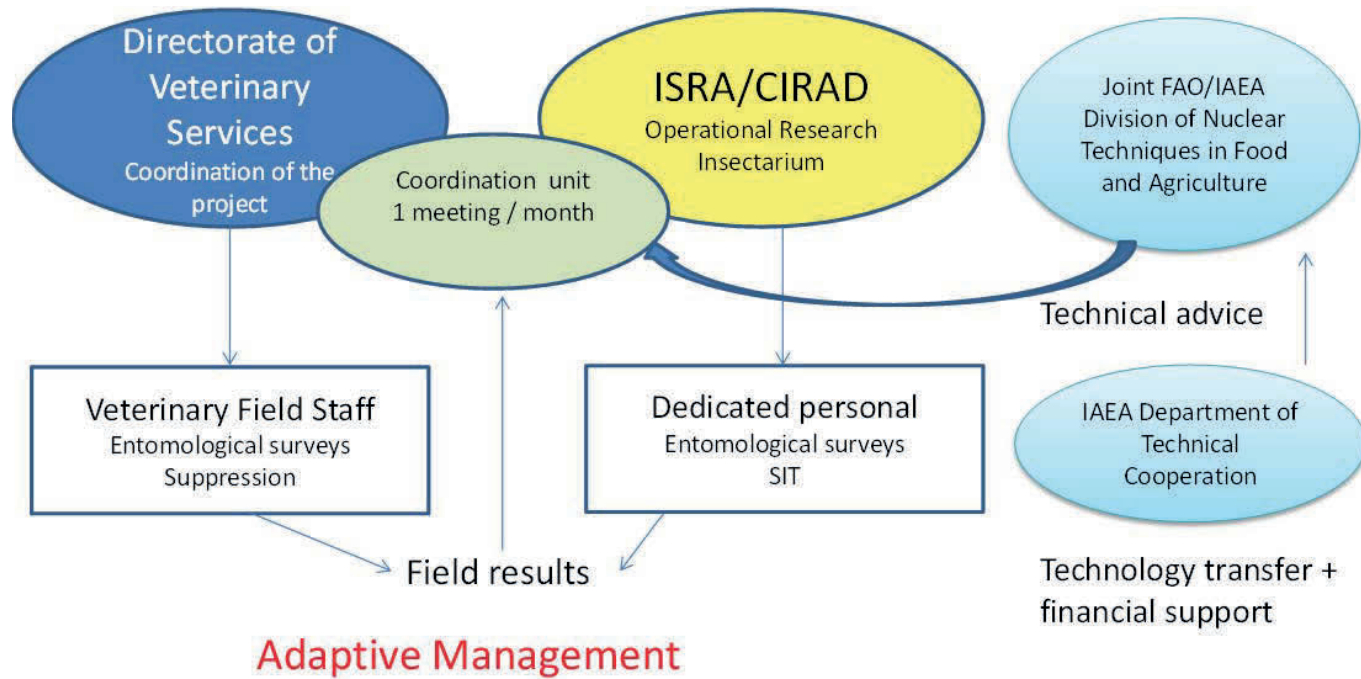 Directorate of
Veterinary
Services
Coordination of the
project
ISRA/CIRAD
Operational Research
Insectarium
Joint FAO/IAEA
Division of Nuclear
Techniques in Food
and Agriculture
Coordination unit
1 meeting / month
Technical advice
Veterinary Field Staff
Entomological surveys
Suppression
Dedicated personal
Entomological surveys
SIT
IAEA Department of
Technical
Cooperation
Field results
Technology transfer +
financial support
Adaptive Management